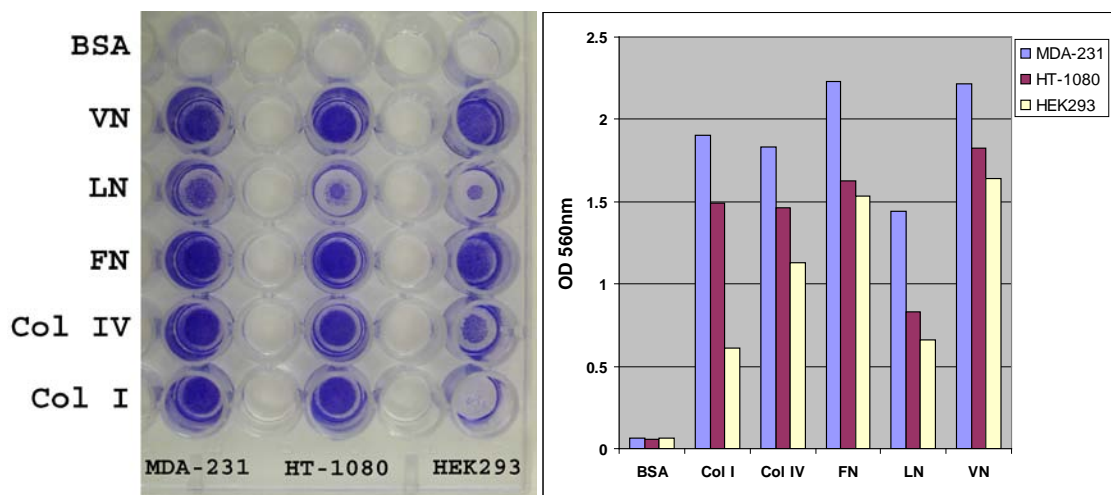 BSA
VN
LN
FN
Col IV
Col I
MDA-231 HT-1080 HEK293
2.5
2
1.5
1
0.5
0
OD 560nm
BSA Col I Col IV FN LN VN
MDA-231
HT-1080
HEK293